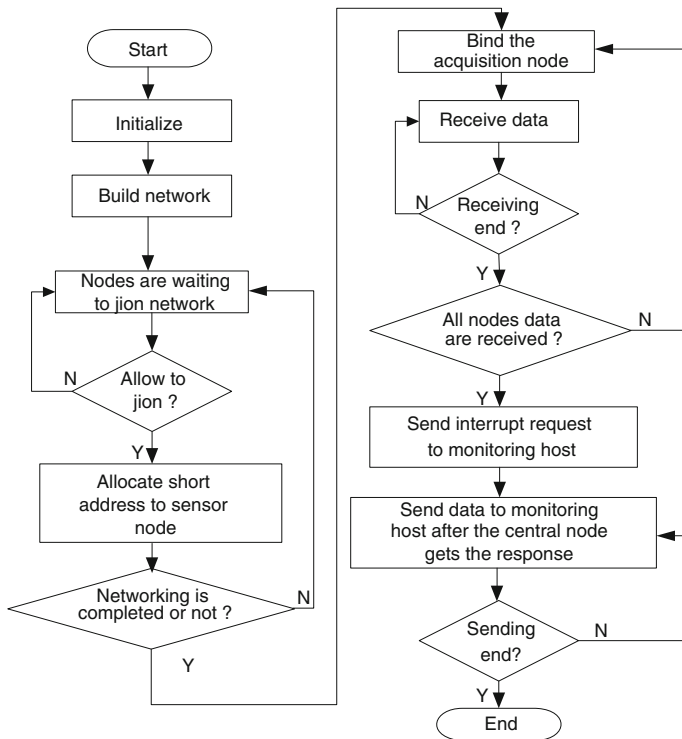 Start
Initialize
Build network
Nodes are waiting
to jion network
N
Allow to
jion ?
Y
Allocate short
address to sensor
node
Networking is
completed or not ?
N
Y
Bind the
acquisition node
Receive data
N
Receiving
end ?
Y
All nodes data
are received ?
N
Y
Send interrupt request
to monitoring host
Send data to monitoring
host after the central node
gets the response
Sending
end?
N
Y
End